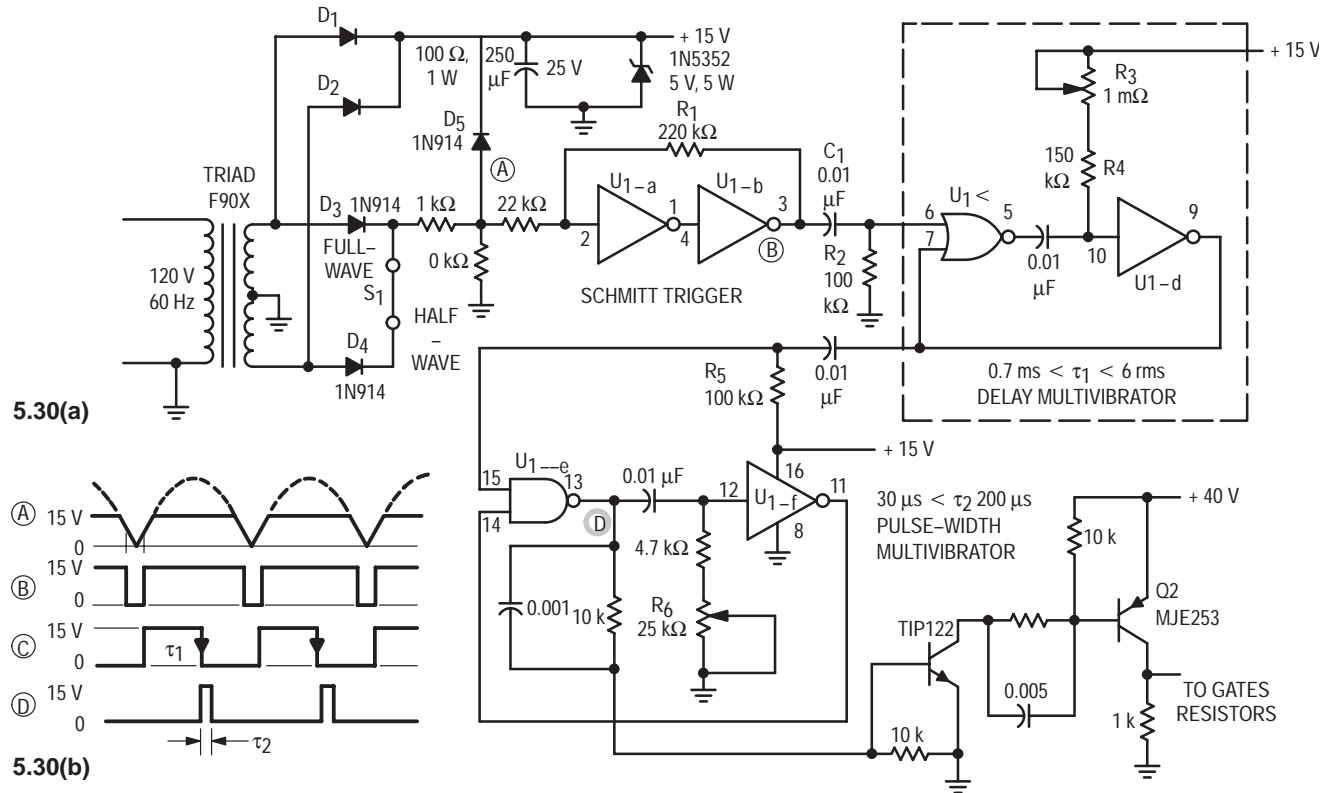 D1
D2
100 Ω,
1 W
250
μF
25 V
+ 15 V
1N5352
5 V, 5 W
D5
1N914
A
R1
220 kΩ
TRIAD
F90X
120 V
60 Hz
D3
1N914
FULL–
WAVE
S1
HALF
–
WAVE
D4
1N914
1 kΩ
0 kΩ
22 kΩ
U1–a
2
1
U1–b
4
3
B
SCHMITT TRIGGER
C1
0.01
μF
R2
100
kΩ
+ 15 V
R3
1 mΩ
150
kΩ
R4
U1 <
6
7
5
0.01
μF
10
9
U1–d
0.7 ms < τ1 < 6 rms
DELAY MULTIVIBRATOR
0.01
μF
R5
100 kΩ
5.30(a)
+ 15 V
U1––e
15
14
13
D
0.01 μF
12
16
U1–f
11
8
30 μs < τ2 200 μs
PULSE–WIDTH
MULTIVIBRATOR
4.7 kΩ
R6
25 kΩ
0.001
10 k
+ 40 V
10 k
Q2
MJE253
TIP122
0.005
10 k
1 k
TO GATES
RESISTORS
A 15 V
0
B 15 V
0
C 15 V
0
τ1
D 15 V
0
τ2
5.30(b)